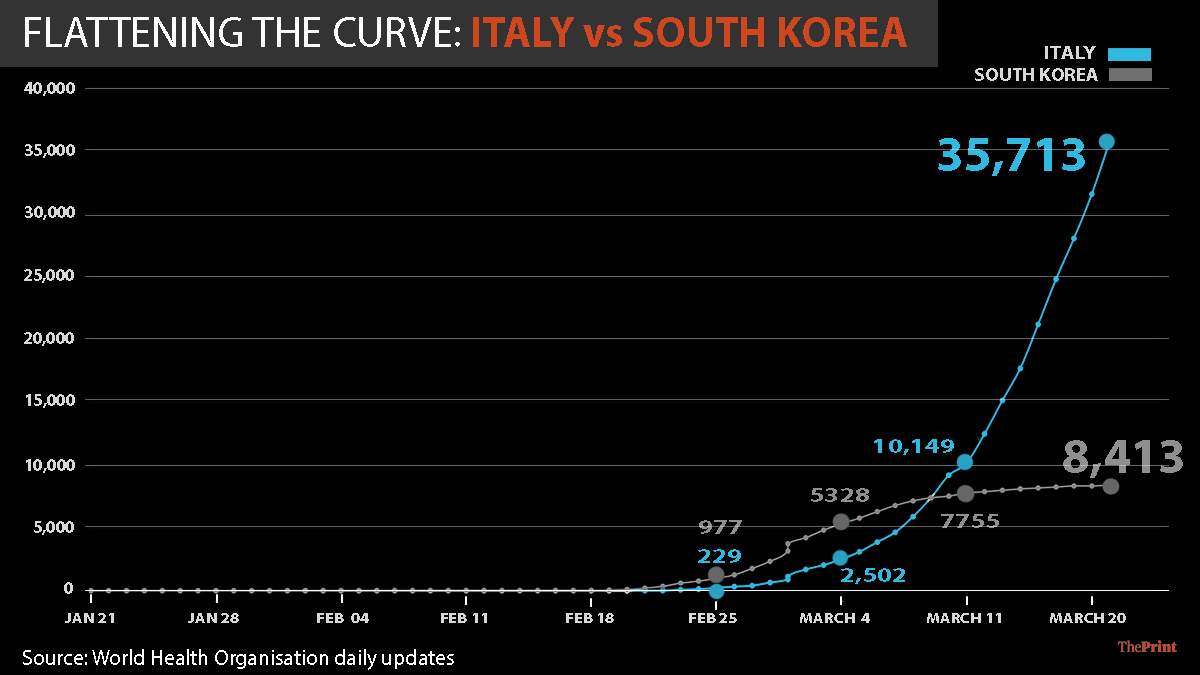 FLATTENING THE CURVE: ITALY vs SOUTH KOREA
ITALY
SOUTH KOREA
40,000
35,000
30,000
25,000
20,000
15,000
10,000
5,000
0
35,713
10,149
8,413
5328
7755
977
229
2,502
JAN 21
JAN 28
FEB 04
FEB 11
FEB 18
FEB 25
MARCH 4
MARCH 11
MARCH 20
Source: World Health Organisation daily updates
ThePrint